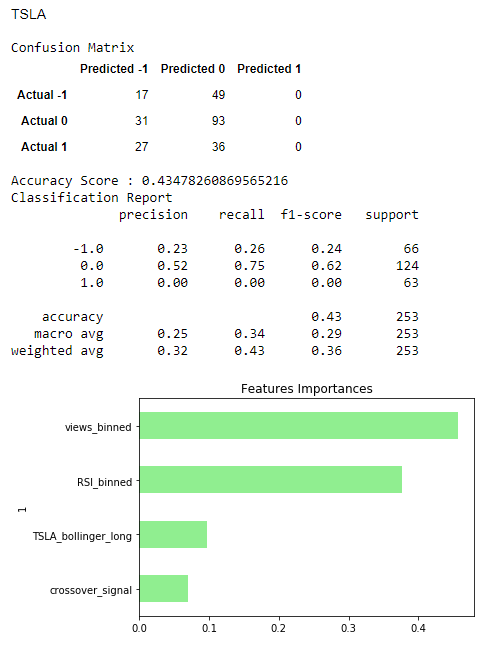 TSLA
Confusion Matrix
Predicted -1 Predicted 0 Predicted 1
Actual -1 17 49 0
Actual 0 31 93 0
Actual 1 27 36 0
Accuracy Score : 0.43478260869565216
Classification Report
precision recall f1-score support
-1.0 0.23 0.26 0.24 66
0.0 0.52 0.75 0.62 124
1.0 0.00 0.00 0.00 63
accuracy 0.43 253
macro avg 0.25 0.34 0.29 253
weighted avg 0.32 0.43 0.36 253
Features Importances
views_binned
RSI_binned
1
TSLA_bollinger_long
crossover_signal
0.0 0.1 0.2 0.3 0.4